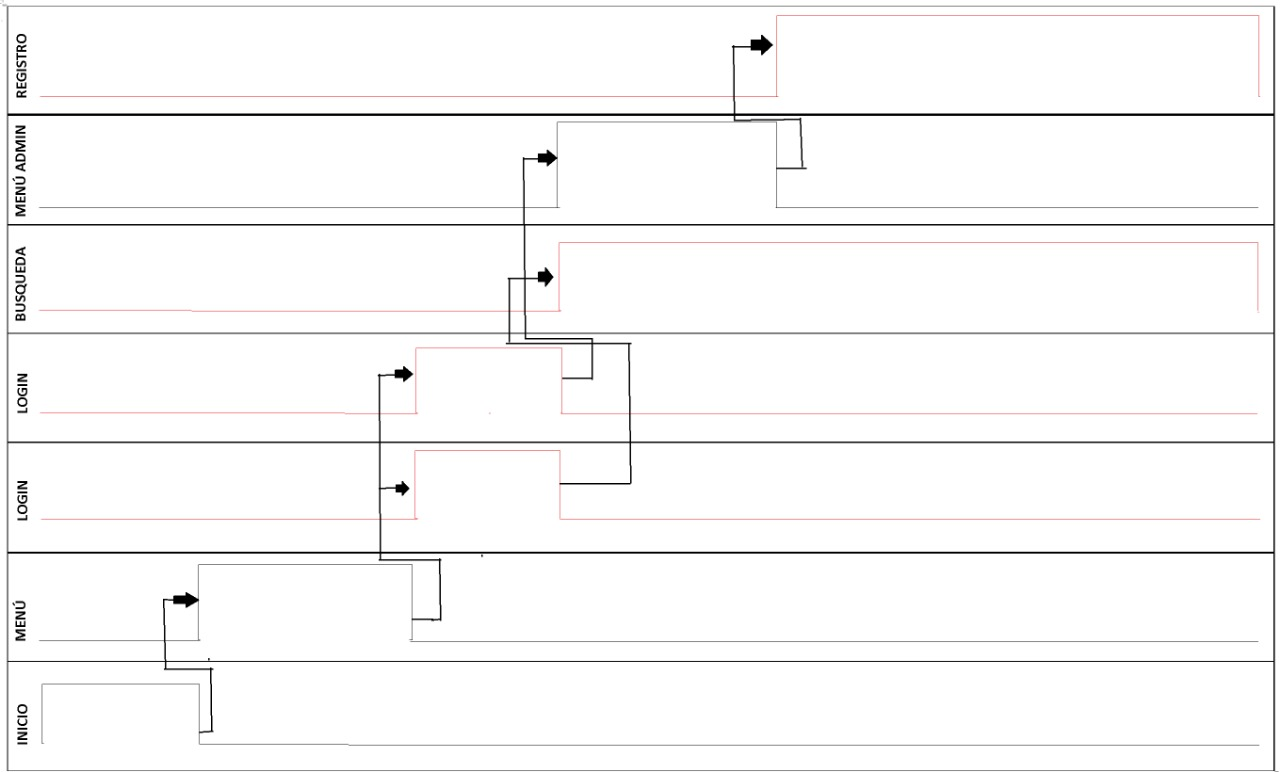 REGISTRO
MENÚ ADMIN
BUSQUEDA
LOGIN
LOGIN
MENÚ
INICIO